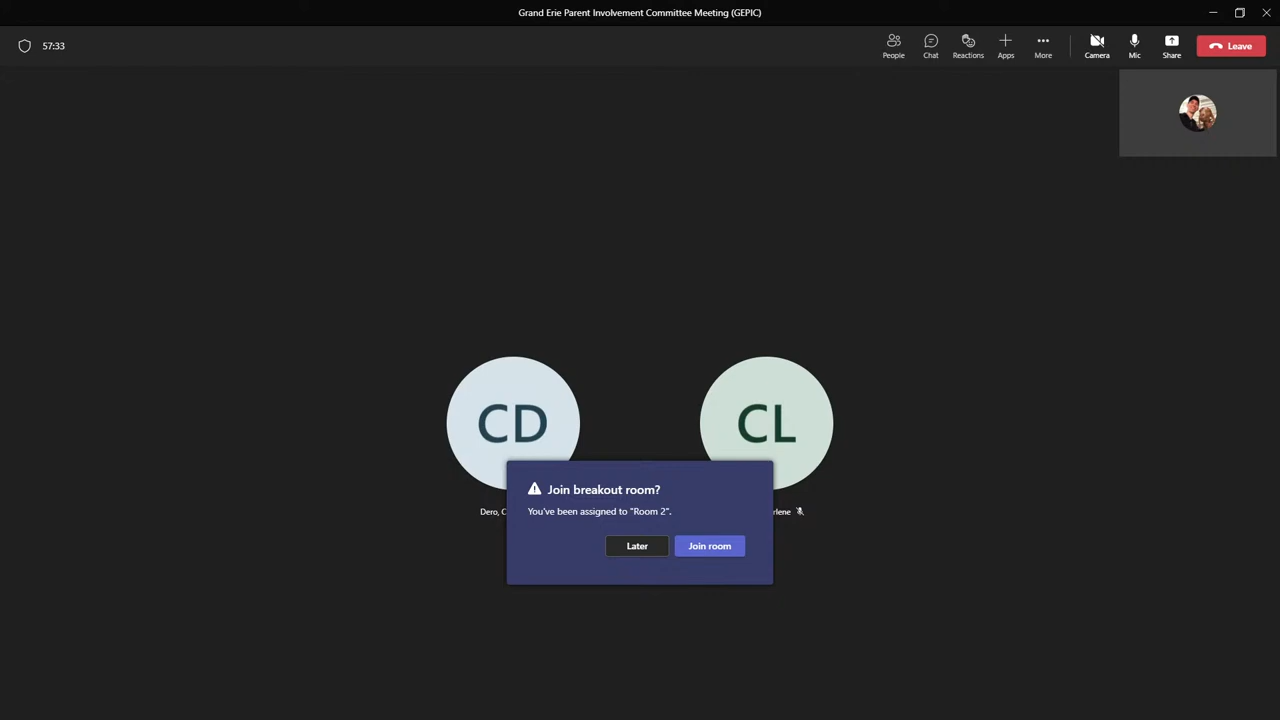 Grand Erie Parent Involvement Committee Meeting (GEPIC)
57:33
People
Chat
Reactions
Apps
More
Camera
Mic
Share
Leave
CD
CL
Join breakout room?
Dero, C
You've been assigned to "Room 2".
rlene
Later
Join room